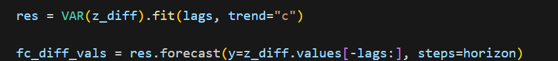 res = VAR(z_diff).fit(lags, trend="c")
fc_diff_vals = res.forecast(y=z_diff.values[-lags:], steps=horizon)